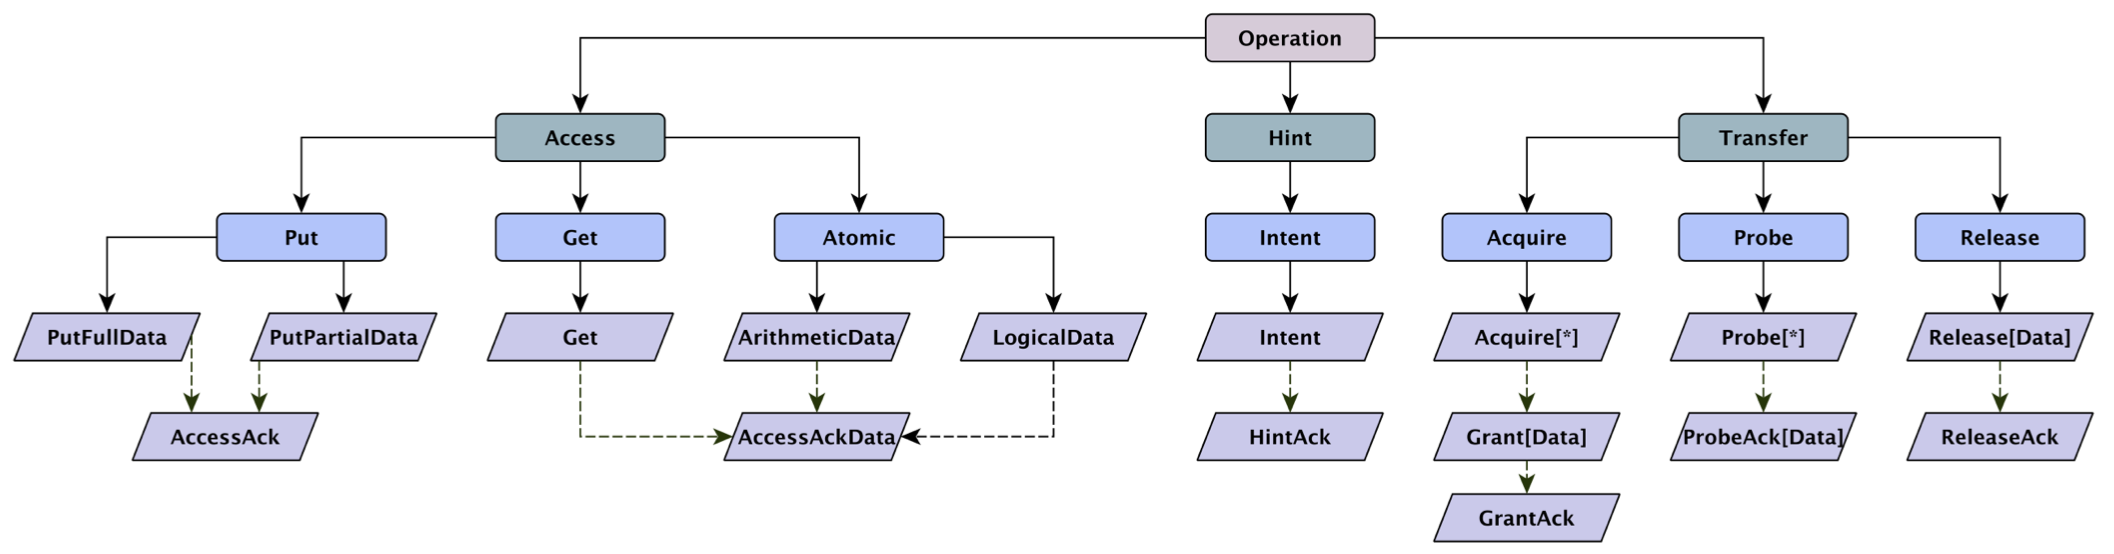 Operation
Access
Hint
Transfer
Put
Get
Atomic
Intent
Acquire
Probe
Release
PutFullData
PutPartialData
Get
ArithmeticData
LogicalData
Intent
Acquire[*]
Probe[*]
Release[Data]
AccessAck
AccessAckData
HintAck
Grant[Data]
ProbeAck[Data]
ReleaseAck
GrantAck